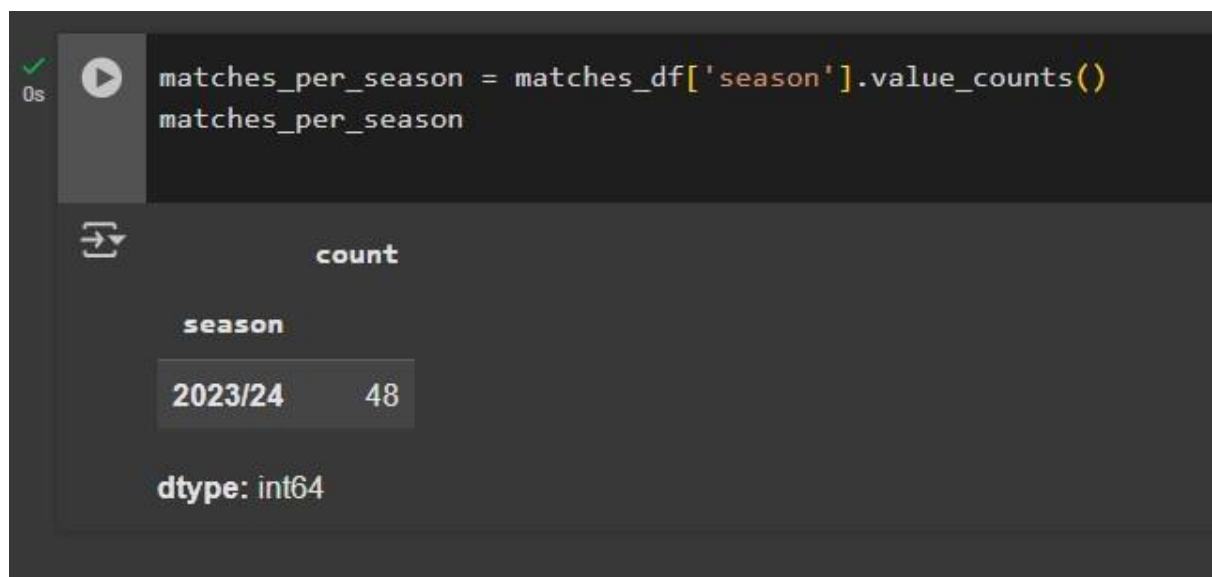 matches_per_season = matches_df['season'].value_counts()
0s
matches_per_season
count
season
2023/24 48
dtype: int64